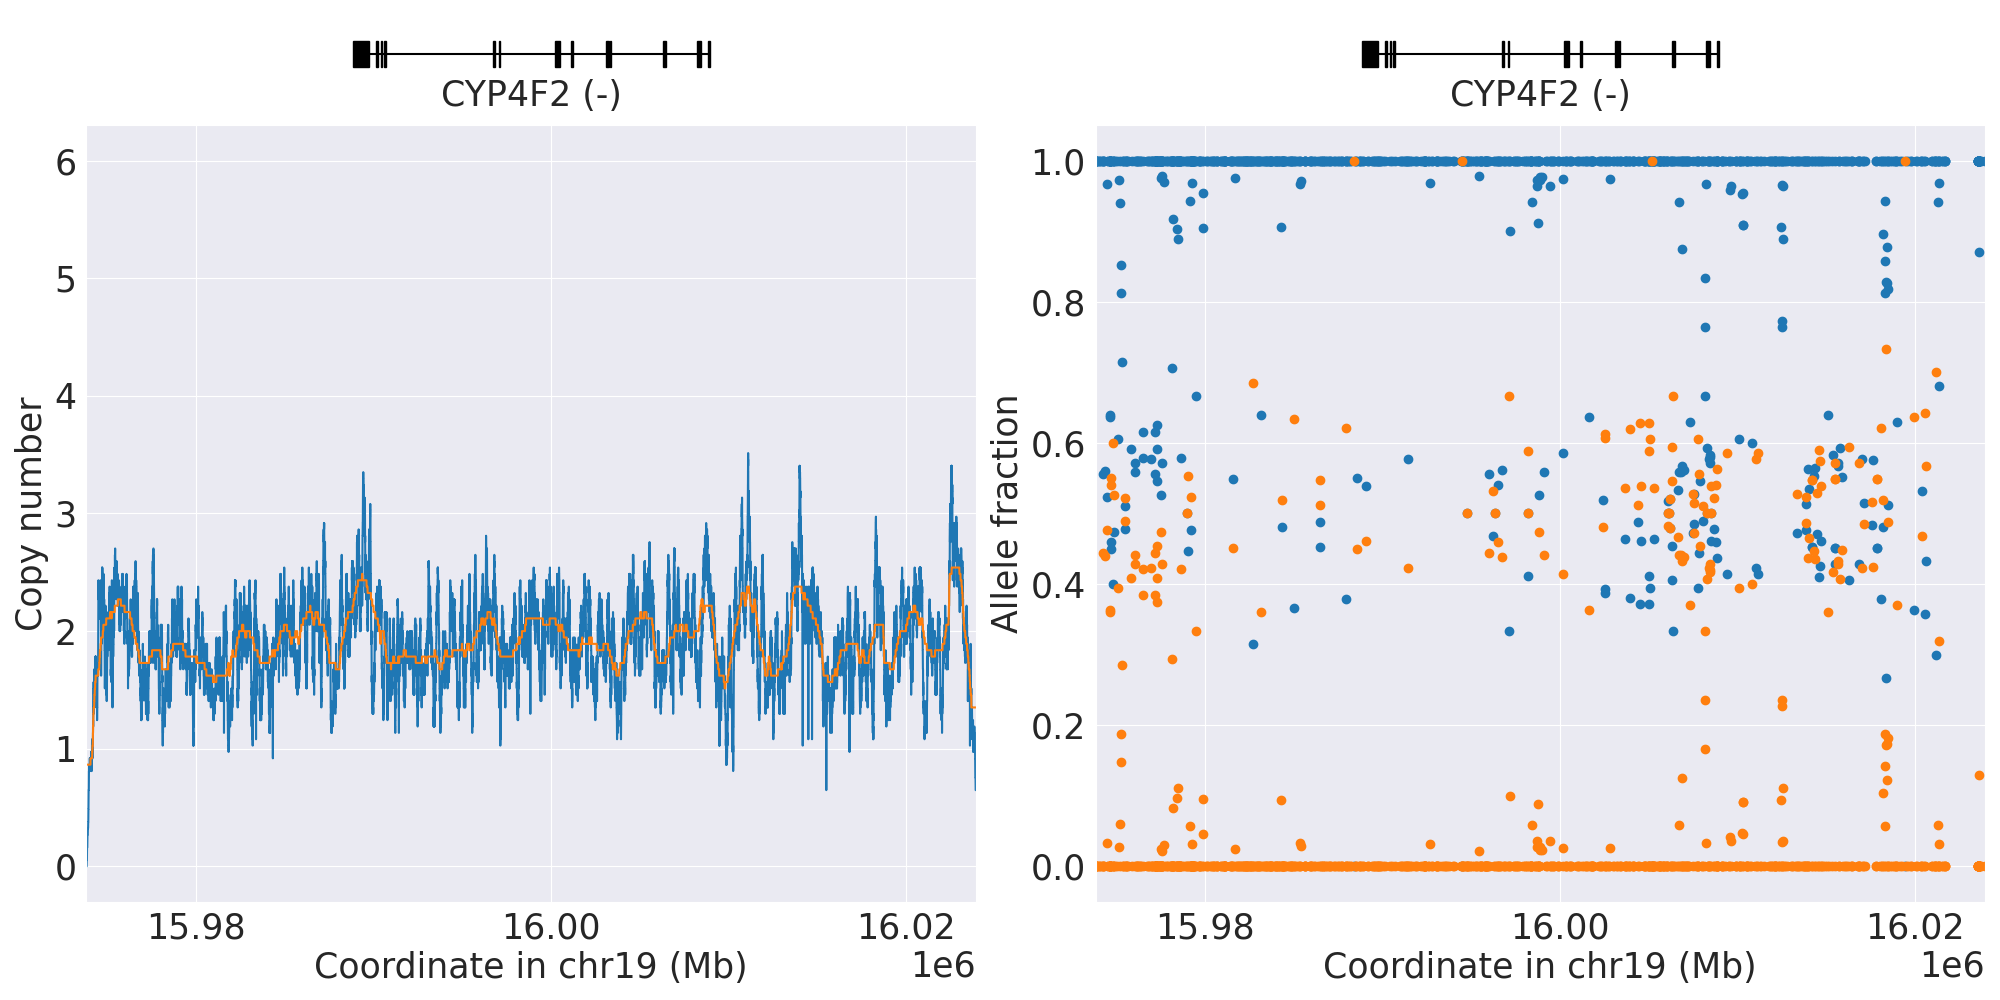 CYP4F2 (-)
6
5
4
3
2
1
0
Copy number
15.98
16.00
16.02
Coordinate in chr19 (Mb)
1e6
CYP4F2 (-)
1.0
0.8
0.6
0.4
0.2
0.0
Allele fraction
15.98
16.00
16.02
Coordinate in chr19 (Mb)
1e6